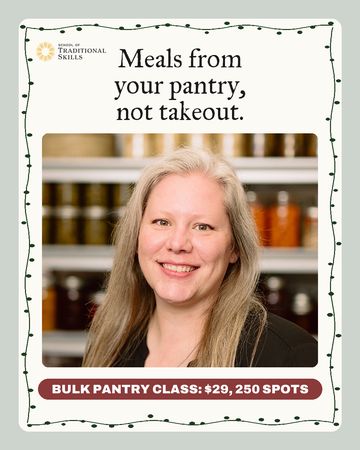 SCHOOL OF
TRADITIONAL
SKILLS
Meals from
your pantry,
not takeout.
BULK PANTRY CLASS: $29, 250 SPOTS